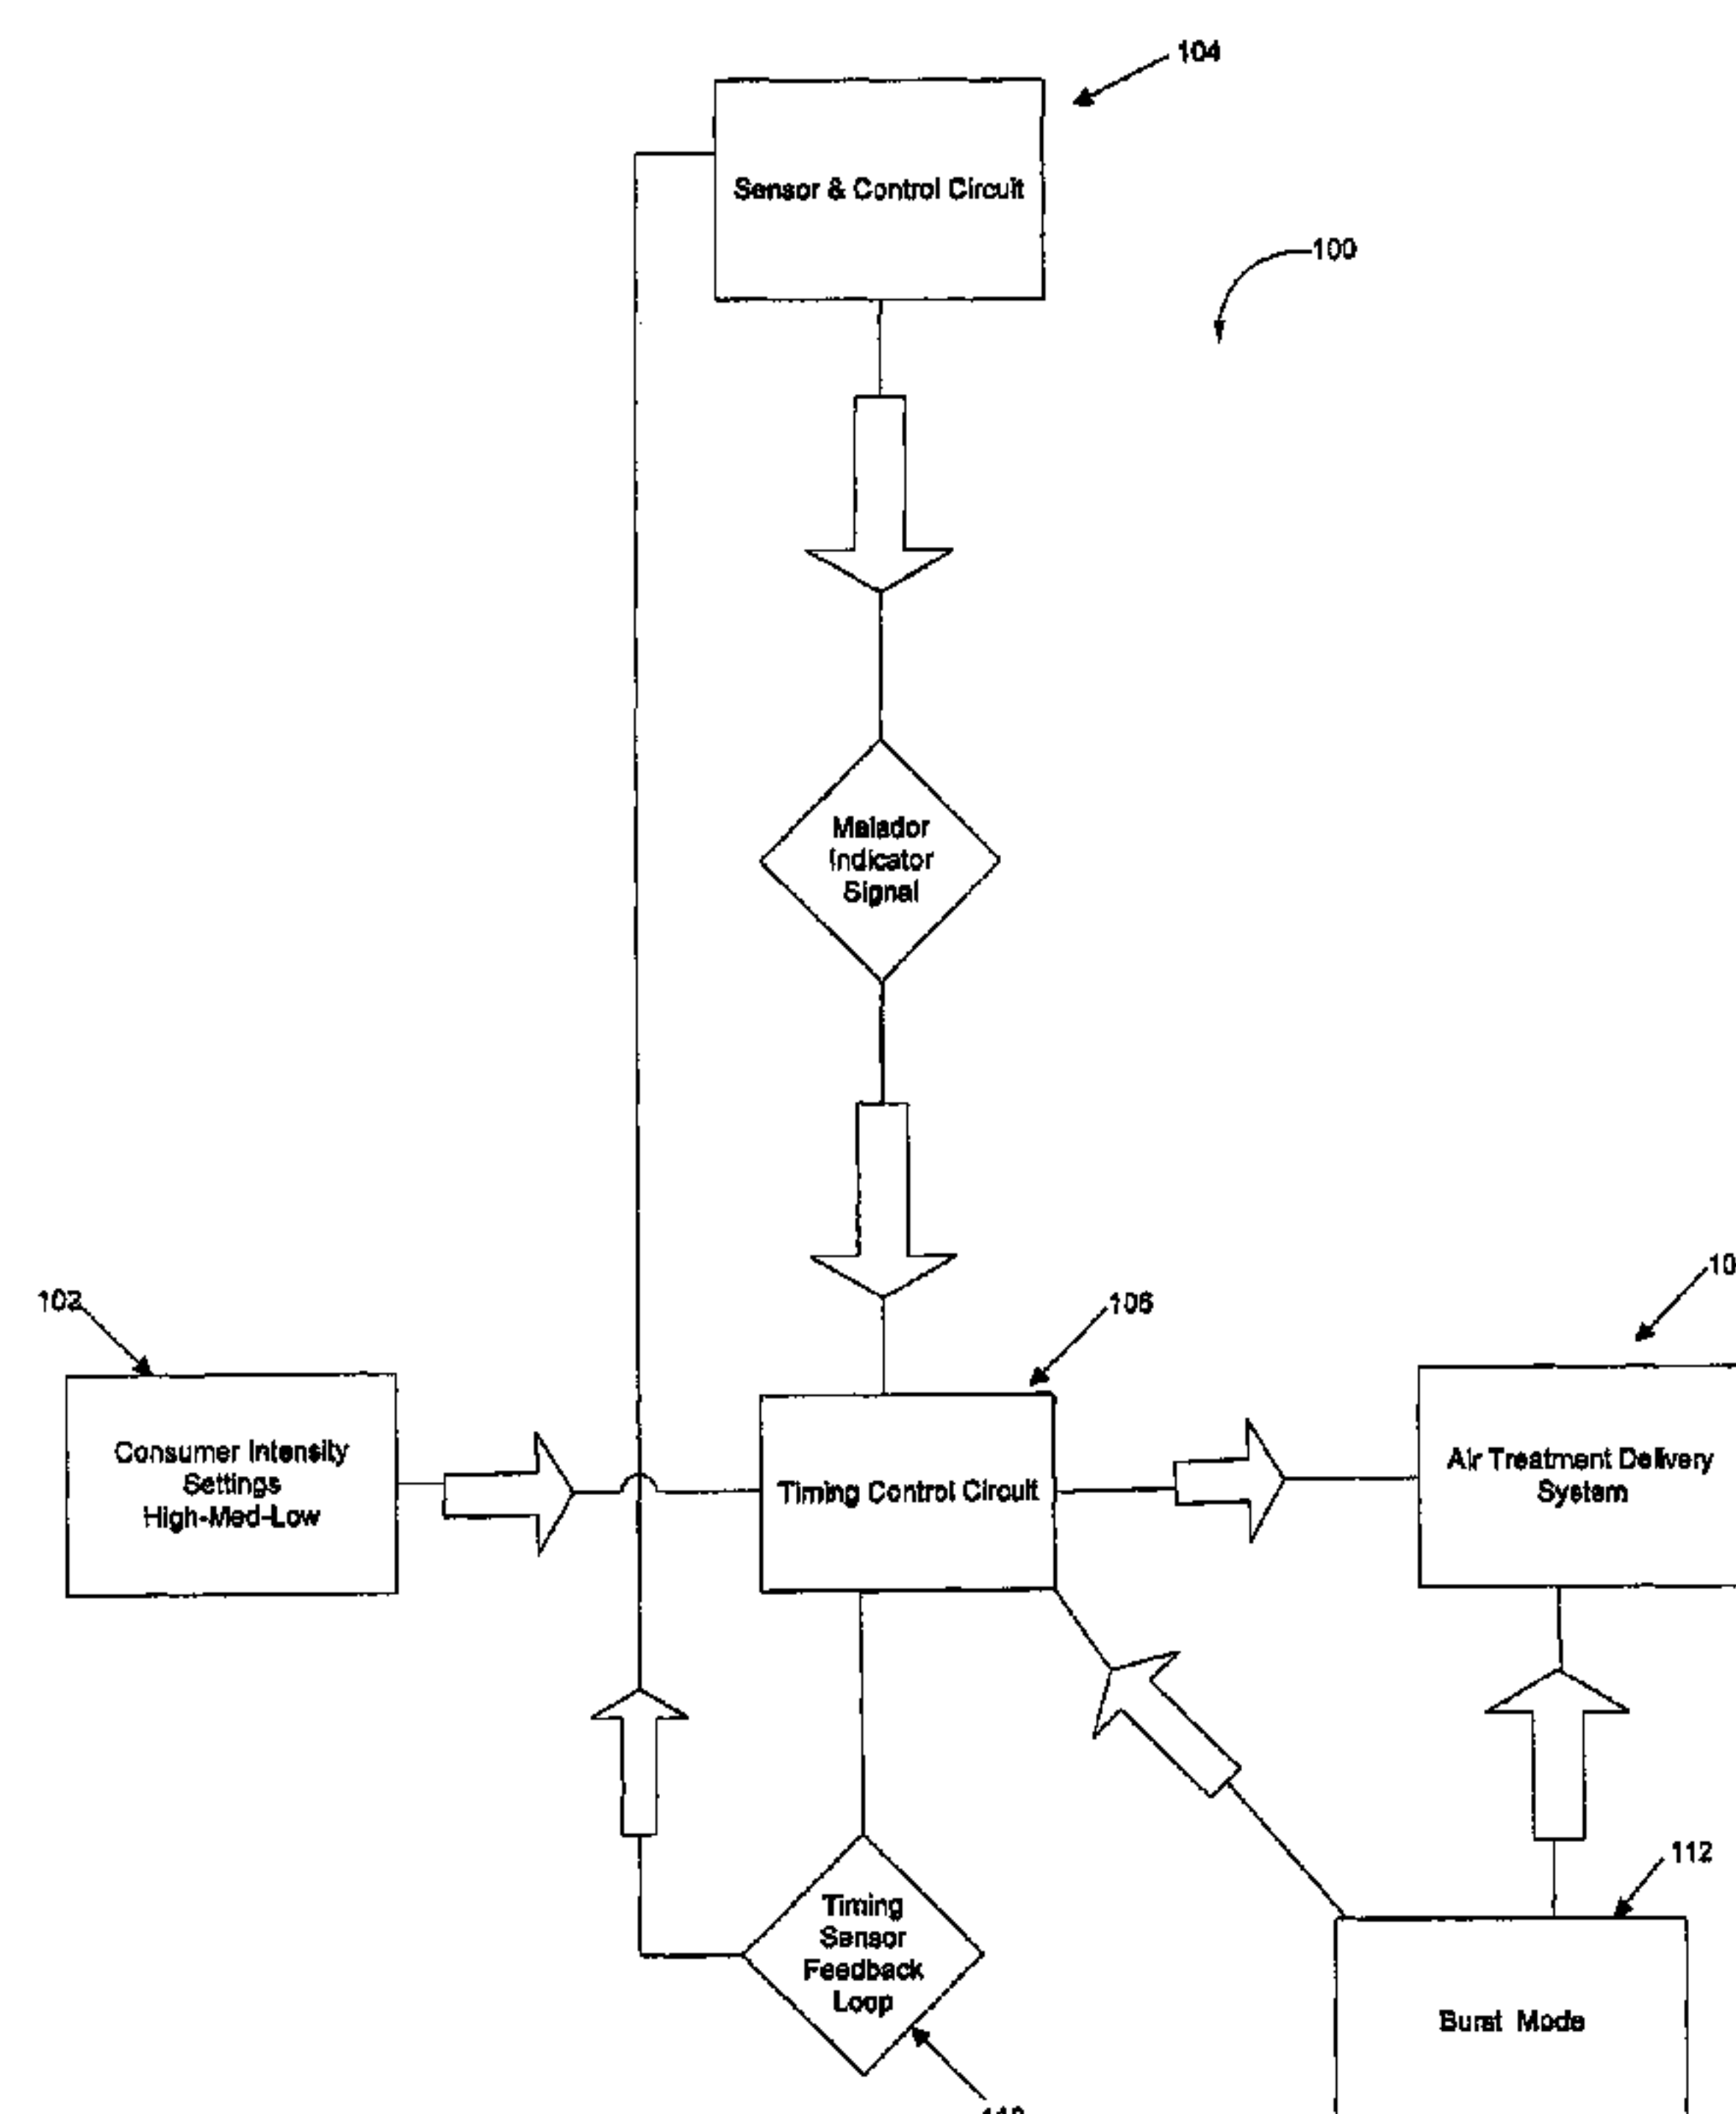 104
Sensor & Control Circuit
100
Malador
Indicator
Signal
102
106
10
Consumer Intensity
Settings
High-Med-Low
Timing Control Circuit
Air Treatment Delivery
System
112
Timing
Sensor
Feedback
Loop
Burst Mode